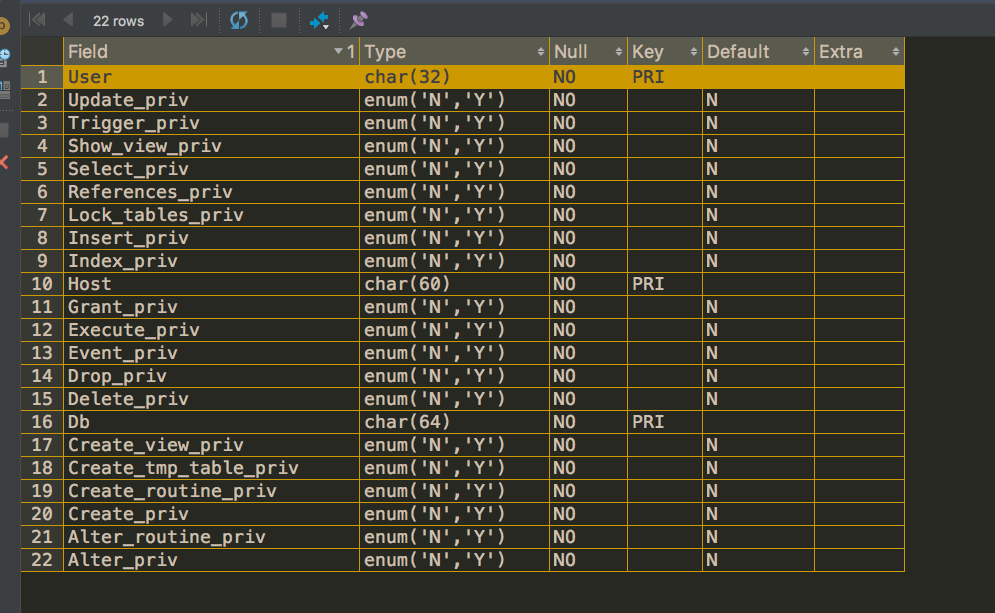 22 rows
Field 1 Type Null Key Default Extra
1 User char(32) NO PRI
2 Update_priv enum('N','Y') NO N
3 Trigger_priv enum('N','Y') NO N
4 Show_view_priv enum('N','Y') NO N
5 Select_priv enum('N','Y') NO N
6 References_priv enum('N','Y') NO N
7 Lock_tables_priv enum('N','Y') NO N
8 Insert_priv enum('N','Y') NO N
9 Index_priv enum('N','Y') NO N
10 Host char(60) NO PRI
11 Grant_priv enum('N','Y') NO N
12 Execute_priv enum('N','Y') NO N
13 Event_priv enum('N','Y') NO N
14 Drop_priv enum('N','Y') NO N
15 Delete_priv enum('N','Y') NO N
16 Db char(64) NO PRI
17 Create_view_priv enum('N','Y') NO N
18 Create_tmp_table_priv enum('N','Y') NO N
19 Create_routine_priv enum('N','Y') NO N
20 Create_priv enum('N','Y') NO N
21 Alter_routine_priv enum('N','Y') NO N
22 Alter_priv enum('N','Y') NO N